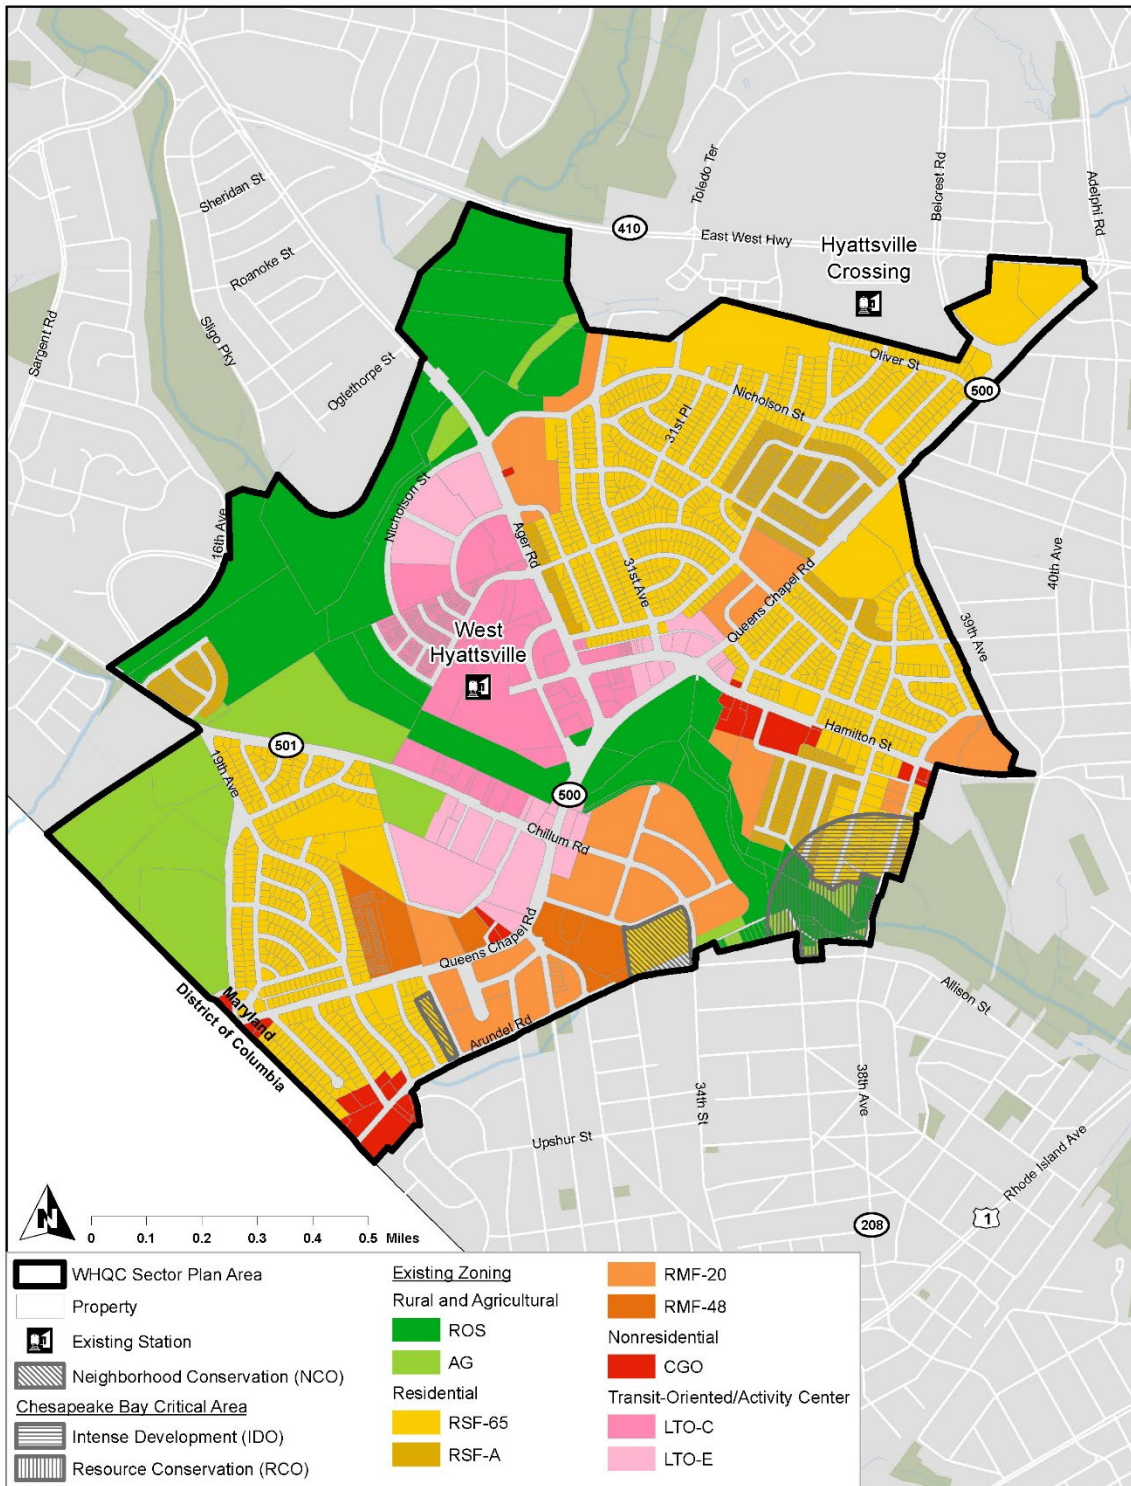 Toledo Ter
Belcrest Rd
Adelphi Rd
Sheridan St
410
East West Hwy
Hyattsville
Crossing
Roanoke St
Sargent Rd
Sligo Pky
Oglethorpe St
Oliver St
500
Nicholson St
31st Pl
Nicholson St
16th Ave
Ager Rd
40th Ave
31st Ave
Queens Chapel Rd
39th Ave
West
Hyattsville
Hamilton St
501
19th Ave
500
Chillum Rd
Queens Chapel Rd
Allison St
Maryland
District of Columbia
Arundel Rd
34th St
38th Ave
Upshur St
Rhode Island Ave
N
208
1
0 0.1 0.2 0.3 0.4 0.5 Miles
WHQC Sector Plan Area
Property
Existing Station
Neighborhood Conservation (NCO)
Chesapeake Bay Critical Area
Intense Development (IDO)
Resource Conservation (RCO)
Existing Zoning
Rural and Agricultural
ROS
AG
Residential
RSF-65
RSF-A
RMF-20
RMF-48
Nonresidential
CGO
Transit-Oriented/Activity Center
LTO-C
LTO-E